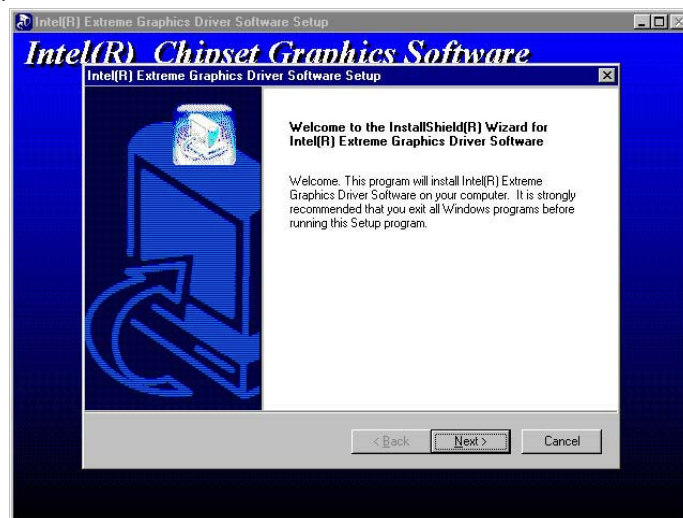 Intel(R) Extreme Graphics Driver Software Setup
Intel(R) Chipset Graphics Software
Intel(R) Extreme Graphics Driver Software Setup
Welcome to the InstallShield(R) Wizard for
Intel(R) Extreme Graphics Driver Software
Welcome. This program will install Intel(R) Extreme
Graphics Driver Software on your computer. It is strongly
recommended that you exit all Windows programs before
running this Setup program.
< Back Next > Cancel